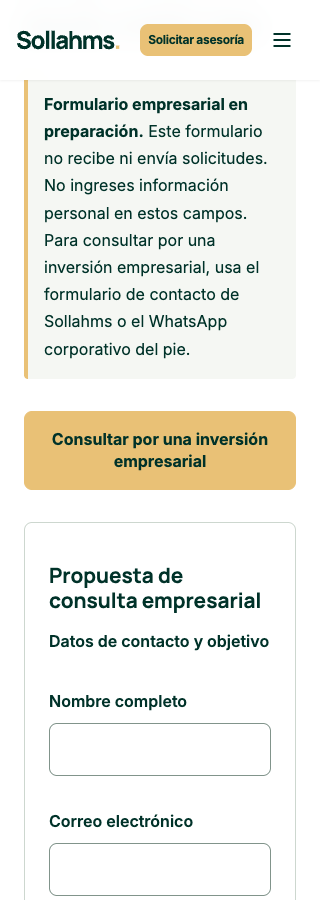 Sollahms.
Solicitar asesoría
Formulario empresarial en
preparación. Este formulario
no recibe ni envía solicitudes.
No ingreses información
personal en estos campos.
Para consultar por una
inversión empresarial, usa el
formulario de contacto de
Sollahms o el WhatsApp
corporativo del pie.
Consultar por una inversión
empresarial
Propuesta de
consulta empresarial
Datos de contacto y objetivo
Nombre completo
Correo electrónico